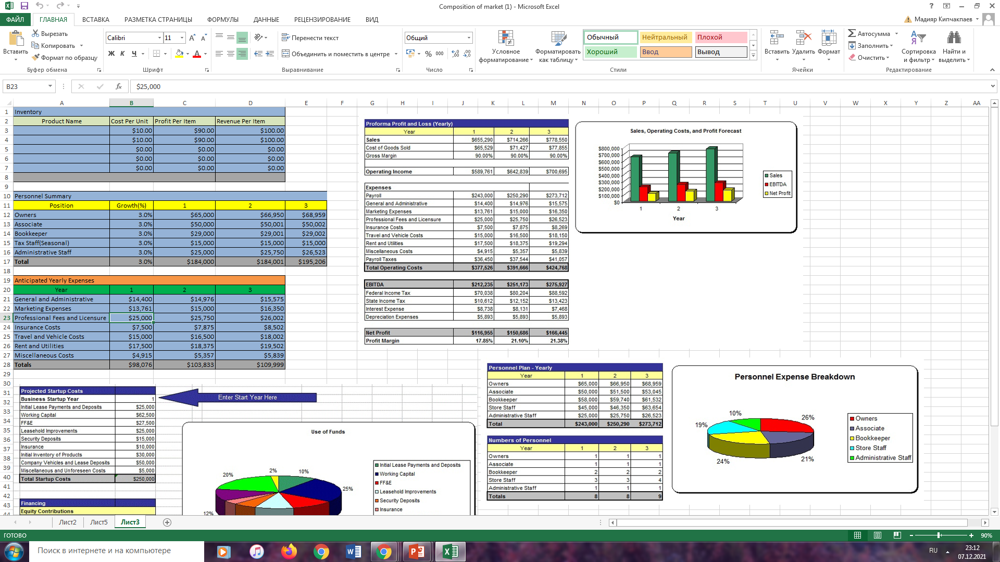 Composition of market (1) - Microsoft Excel
ФАЙЛ ГЛАВНАЯ ВСТАВКА РАЗМЕТКА СТРАНИЦЫ ФОРМУЛЫ ДАННЫЕ РЕЦЕНЗИРОВАНИЕ ВИД Мадияр Кипчакпаев
Вставить Вырезать Копировать Формат по образцу Буфер обмена
Calibri 11 Ж К Ч Шрифт
Перенести текст Объединить и поместить в центре Выравнивание
Общий % 000 Число
Условное форматирование Форматировать как таблицу
Обычный Нейтральный Плохой
Хороший Ввод Вывод
Стили
Вставить Удалить Формат Ячейки
Автосумма Заполнить Очистить Сортировка и фильтр Найти и выделить Редактирование
B23 fx $25,000
A B C D E F G H I J K L M N O P Q R S T U V W X Y Z AA
1 Inventory
2 Product Name Cost Per Unit Profit Per Item Revenue Per Item
3 $10.00 $90.00 $100.00
4 $10.00 $90.00 $100.00
5 $0.00 $0.00 $0.00
6 $0.00 $0.00 $0.00
7 $0.00 $0.00 $0.00
8
9
10 Personnel Summary
11 Position Growth(%) 1 2 3
12 Owners 3.0% $65,000 $66,950 $68,959
13 Associate 3.0% $50,000 $50,001 $50,002
14 Bookkeeper 3.0% $29,000 $29,001 $29,002
15 Tax Staff(Seasonal) 3.0% $15,000 $15,000 $15,000
16 Administrative Staff 3.0% $25,000 $25,750 $26,523
17 Total 3.0% $184,000 $184,001 $195,206
18
19 Anticipated Yearly Expenses
20 Year 1 2 3
21 General and Administrative $14,400 $14,976 $15,575
22 Marketing Expenses $13,761 $15,000 $16,350
23 Professional Fees and Licensure $25,000 $25,750 $26,002
24 Insurance Costs $7,500 $7,875 $8,502
25 Travel and Vehicle Costs $15,000 $16,500 $18,002
26 Rent and Utilities $17,500 $18,375 $19,502
27 Miscellaneous Costs $4,915 $5,357 $5,839
28 Totals $98,076 $103,833 $109,999
29
30
31
32
33
34
35
36
37
38
39
40
41
42
43
44
Proforma Profit and Loss (Yearly)
Year 1 2 3
Sales $655,290 $714,266 $778,550
Cost of Goods Sold $65,529 $71,427 $77,855
Gross Margin 90.00% 90.00% 90.00%
Operating Income $589,761 $642,839 $700,695
Expenses
Payroll $243,000 $250,290 $273,712
General and Administrative $14,400 $14,976 $15,575
Marketing Expenses $13,761 $15,000 $16,350
Professional Fees and Licensure $25,000 $25,750 $26,523
Insurance Costs $7,500 $7,875 $8,269
Travel and Vehicle Costs $15,000 $16,500 $18,150
Rent and Utilities $17,500 $18,375 $19,294
Miscellaneous Costs $4,915 $5,357 $5,839
Payroll Taxes $36,450 $37,544 $41,057
Total Operating Costs $377,526 $391,666 $424,768
EBITDA $212,235 $251,173 $275,927
Federal Income Tax $70,038 $80,204 $88,592
State Income Tax $10,612 $12,152 $13,423
Interest Expense $8,738 $8,131 $7,468
Depreciation Expenses $5,893 $5,893 $5,893
Net Profit $116,955 $150,686 $166,445
Profit Margin 17.85% 21.10% 21.38%
Sales, Operating Costs, and Profit Forecast
$800,000
$700,000
$600,000
$500,000
$400,000
$300,000
$200,000
$100,000
$0
1 2 3
Year
Sales
EBITDA
Net Profit
Projected Startup Costs
Business Startup Year 1
Initial Lease Payments and Deposits $25,000
Working Capital $62,500
FF&E $27,500
Leasehold Improvements $25,000
Security Deposits $15,000
Insurance $10,000
Initial Inventory of Products $30,000
Company Vehicles and Lease Deposits $50,000
Miscellaneous and Unforeseen Costs $5,000
Total Startup Costs $250,000
Financing
Equity Contributions
Enter Start Year Here
Use of Funds
20% 2% 10% 25% 12%
Initial Lease Payments and Deposits
Working Capital
FF&E
Leasehold Improvements
Security Deposits
Insurance
Personnel Plan - Yearly
Year 1 2 3
Owners $65,000 $66,950 $68,959
Associate $50,000 $51,500 $53,045
Bookkeeper $58,000 $59,740 $61,532
Store Staff $45,000 $46,350 $63,654
Administrative Staff $25,000 $25,750 $26,523
Total $243,000 $250,290 $273,712
Numbers of Personnel
Year 1 2 3
Owners 1 1 1
Associate 1 1 1
Bookkeeper 2 2 2
Store Staff 3 3 4
Administrative Staff 1 1 1
Totals 8 8 9
Personnel Expense Breakdown
10% 26% 19% 24% 21%
Owners
Associate
Bookkeeper
Store Staff
Administrative Staff
Лист2 Лист5 Лист3
ГОТОВО 90%
Поиск в интернете и на компьютере
RU 23:12
07.12.2021